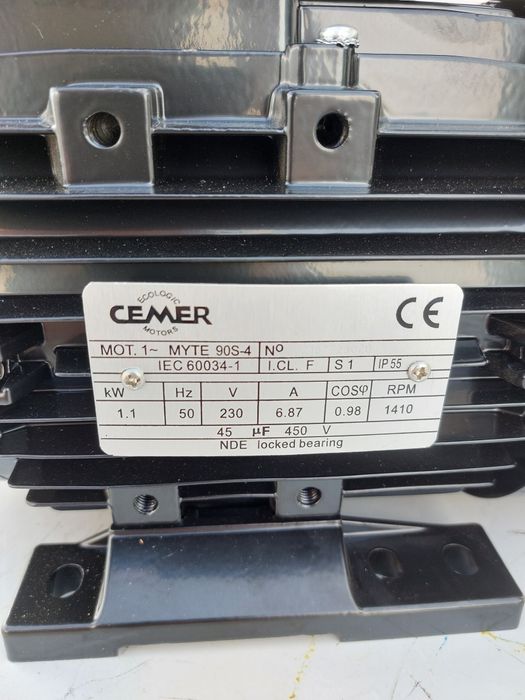 ECOLOGIC
CEMER
MOTORS
CE
MOT. 1~ MYTE 90S-4 Nº
IEC 60034-1 I.CL. F S 1 IP 55
kW Hz V A COSφ RPM
1.1 50 230 6.87 0.98 1410
45 µF 450 V
NDE locked bearing